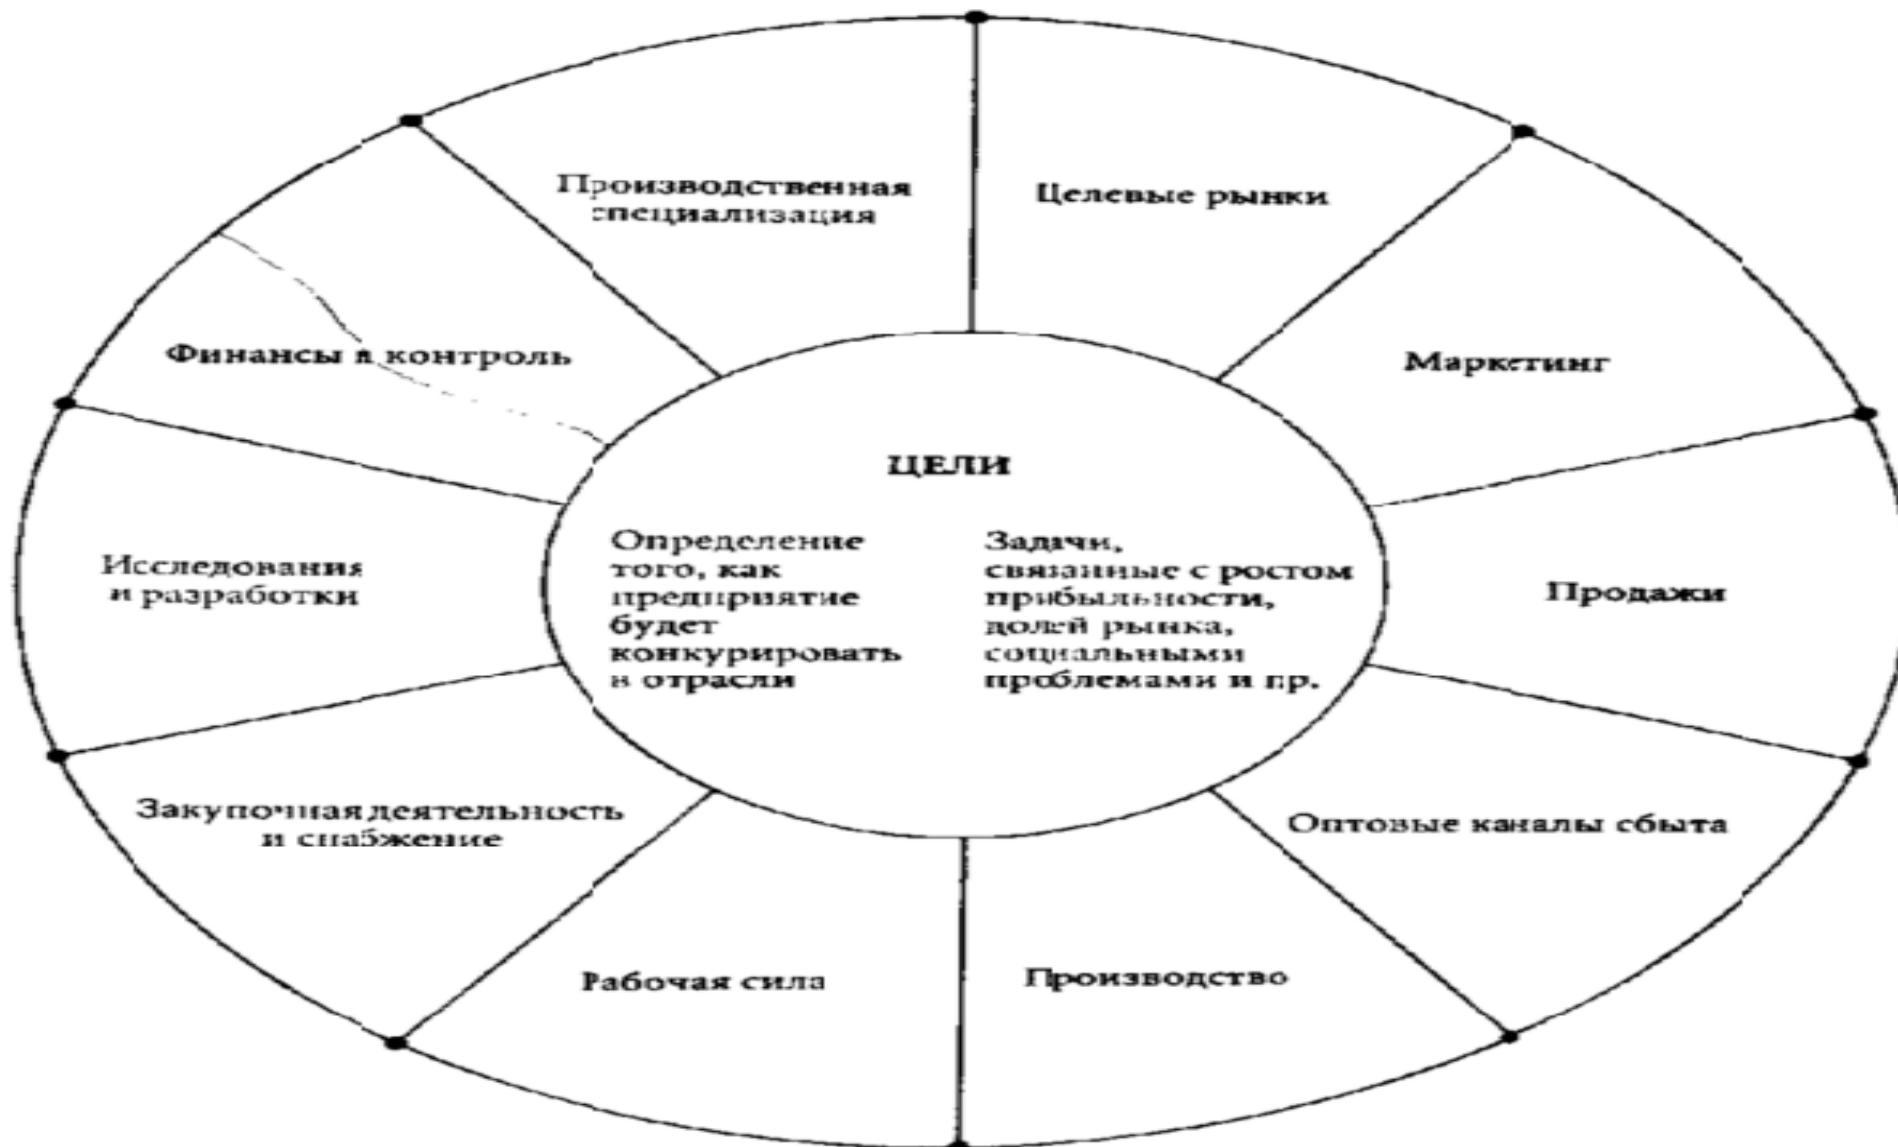 Производственная
специализация
Целевые рынки
Маркетинг
Продажи
Оптовые каналы сбыта
Производство
Рабочая сила
Закупочная деятельность
и снабжение
Исследования
и разработки
Финансы и контроль
ЦЕЛИ
Определение
того, как
предприятие
будет
конкурировать
в отрасли
Задачи,
связанные с ростом
прибыльности,
долей рынка,
социальными
проблемами и пр.